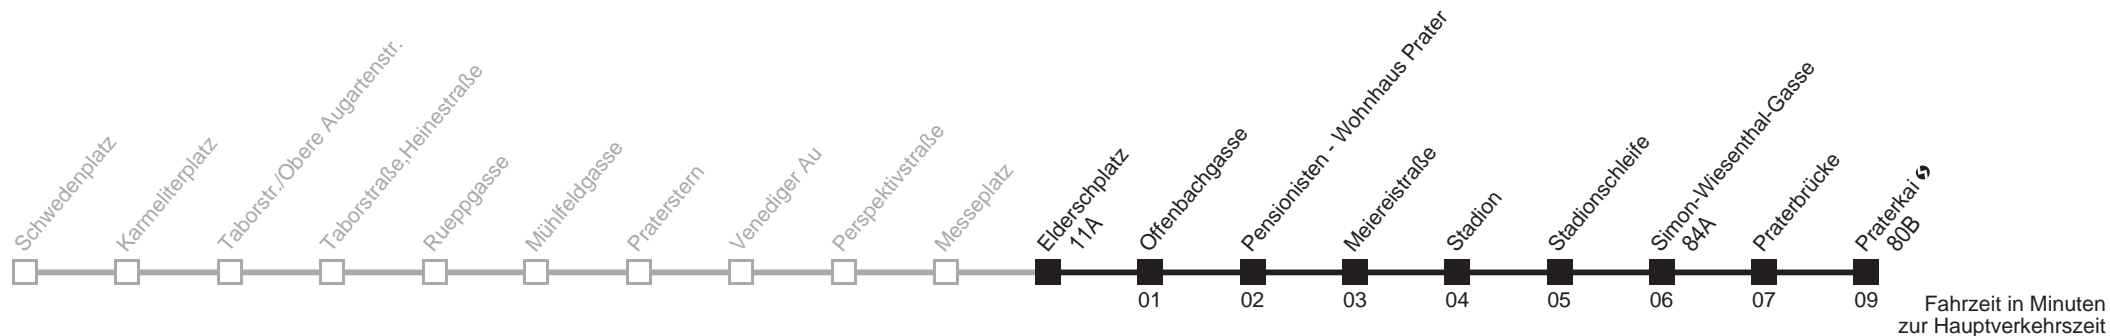 Schwedenplatz
Karmeliterplatz
Taborstr./Obere Augartenstr.
Taborstraße,Heinestraße
Rueppgasse
Mühlfeldgasse
Praterstern
Venediger Au
Perspektivstraße
Messeplatz
Elderschplatz
11A
Offenbachgasse
Pensionisten - Wohnhaus Prater
Meiereistraße
Stadion
Stadionschleife
Simon-Wiesenthal-Gasse
84A
Praterbrücke
Praterkai
80B
01
02
03
04
05
06
07
09
Fahrzeit in Minuten
zur Hauptverkehrszeit